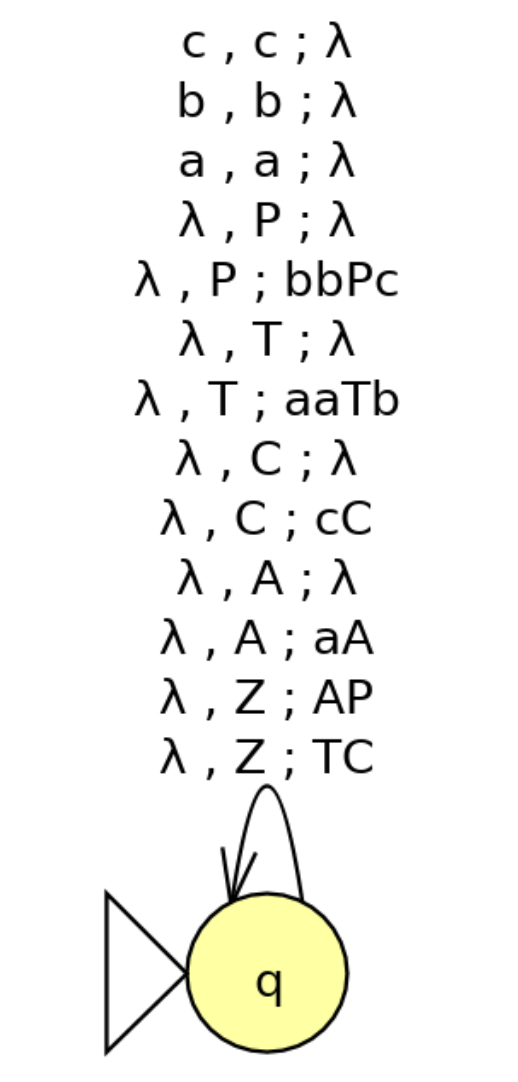 c , c ; λ
b , b ; λ
a , a ; λ
λ , P ; λ
λ , P ; bbPc
λ , T ; λ
λ , T ; aaTb
λ , C ; λ
λ , C ; cC
λ , A ; λ
λ , A ; aA
λ , Z ; AP
λ , Z ; TC
q